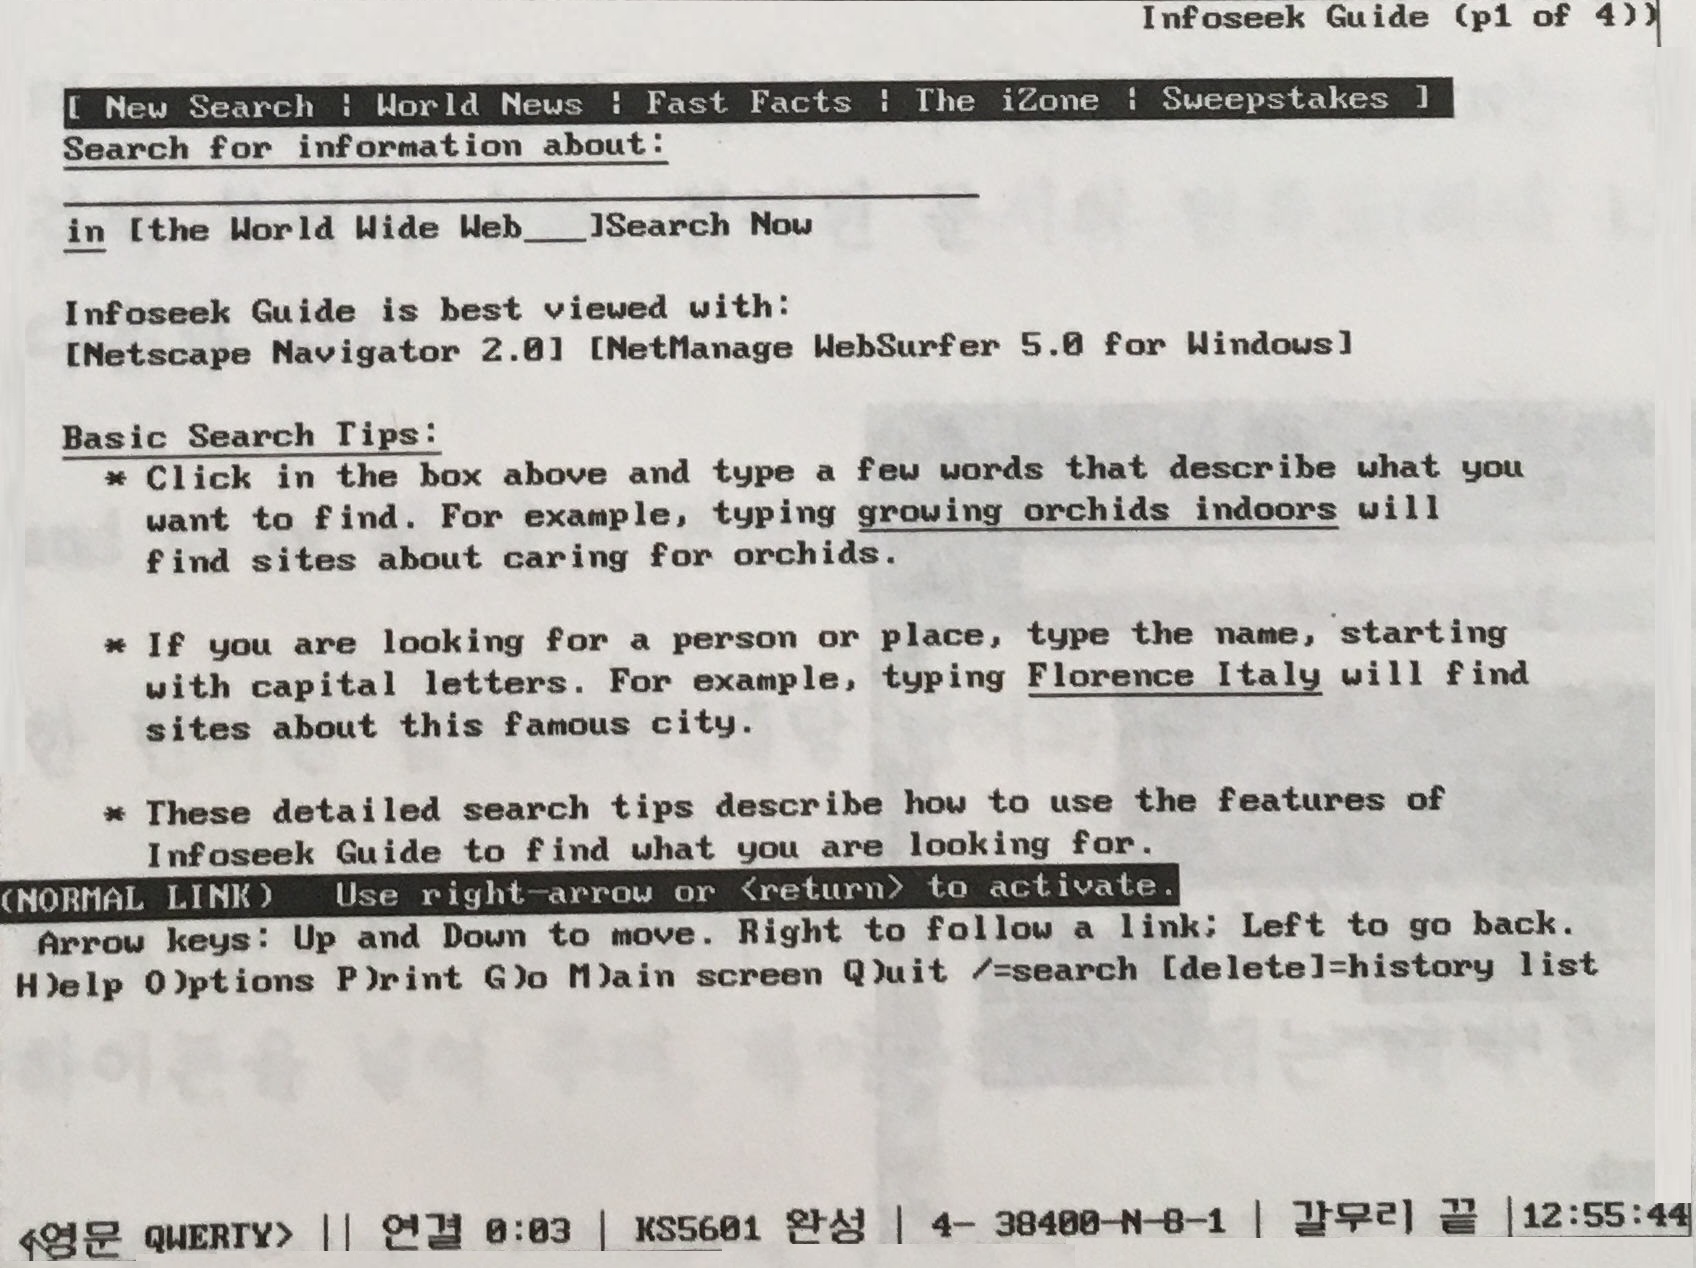 Infoseek Guide (p1 of 4))
[ New Search ¦ World News ¦ Fast Facts ¦ The iZone ¦ Sweepstakes ]
Search for information about:
in [the World Wide Web___]Search Now
Infoseek Guide is best viewed with:
[Netscape Navigator 2.0] [NetManage WebSurfer 5.0 for Windows]
Basic Search Tips:
* Click in the box above and type a few words that describe what you
want to find. For example, typing growing orchids indoors will
find sites about caring for orchids.
* If you are looking for a person or place, type the name, starting
with capital letters. For example, typing Florence Italy will find
sites about this famous city.
* These detailed search tips describe how to use the features of
Infoseek Guide to find what you are looking for.
(NORMAL LINK)   Use right-arrow or <return> to activate.
Arrow keys: Up and Down to move. Right to follow a link; Left to go back.
H)elp O)ptions P)rint G)o M)ain screen Q)uit /=search [delete]=history list
<영문 QWERTY> || 연결 0:03 | KS5601 완성 | 4- 38400-N-8-1 | 갈무리 끝 |12:55:44